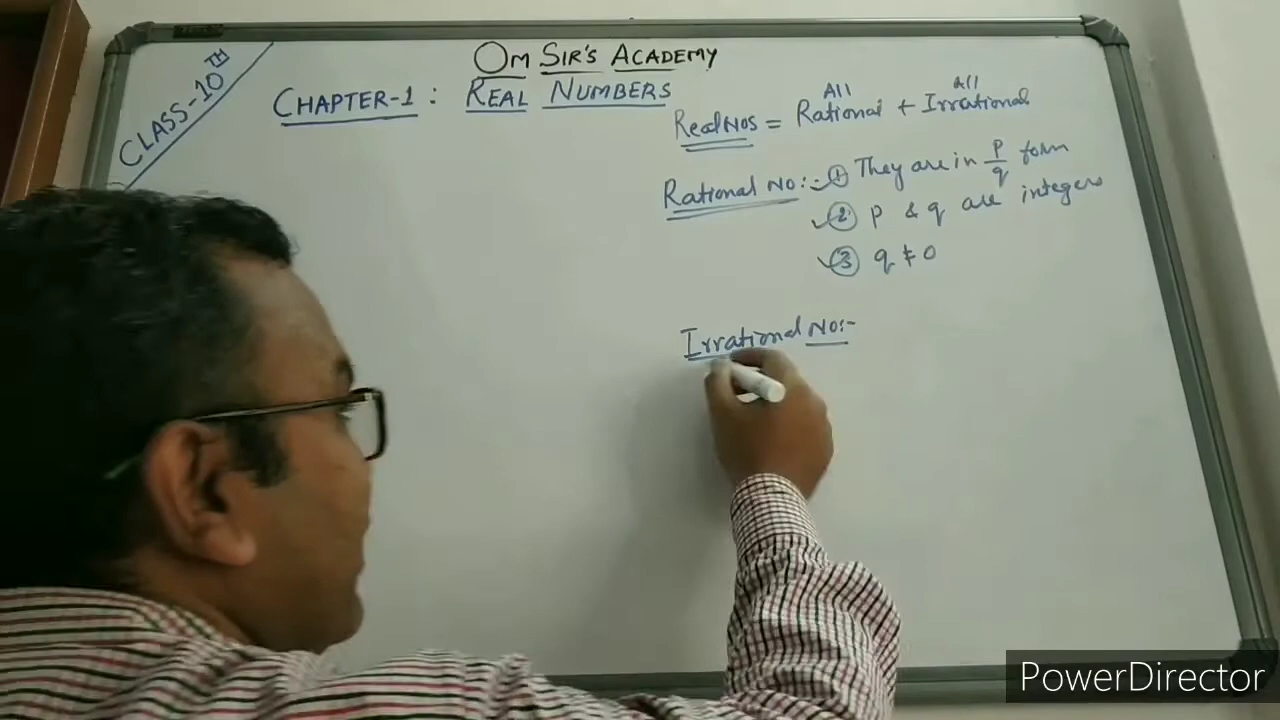 OM SIR'S ACADEMY
CLASS-10TH
CHAPTER-1: REAL NUMBERS
Real Nos = All Rational + All Irrational
Rational No:- ① They are in p/q form
② p & q are integers
③ q ≠ 0
Irrational No:-
PowerDirector